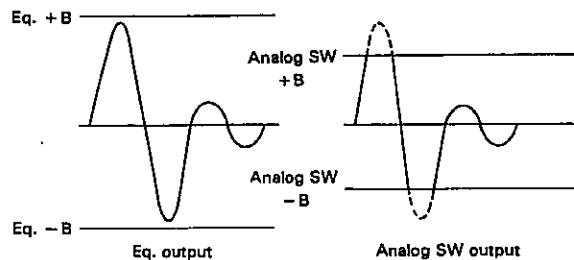 Eq. +B
Analog SW
+B
Analog SW
−B
Eq. −B
Eq. output
Analog SW output